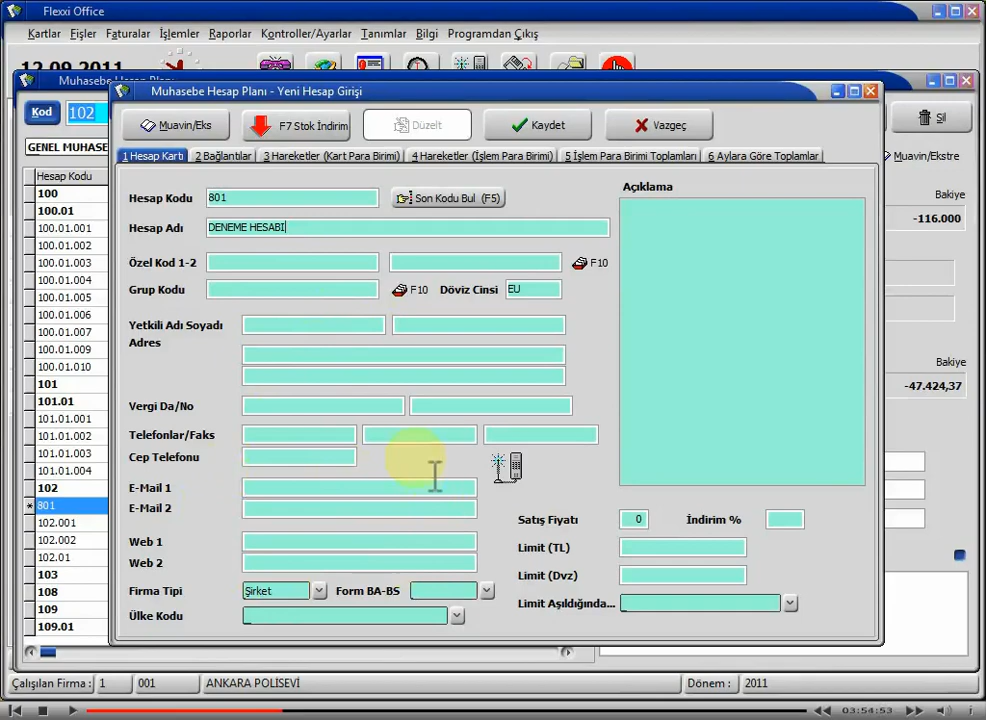 Flexxi Office
Kartlar Fişler Faturalar İşlemler Raporlar Kontroller/Ayarlar Tanımlar Bilgi Programdan Çıkış
12.09.2011
Muhasebe Hesap Planı
Muhasebe Hesap Planı - Yeni Hesap Girişi
Kod 102
Muavin/Eks F7 Stok İndirim Düzelt Kaydet Vazgeç
Sil
GENEL MUHASE
1 Hesap Kartı 2 Bağlantılar 3 Hareketler (Kart Para Birimi) 4 Hareketler (İşlem Para Birimi) 5 İşlem Para Birimi Toplamları 6 Aylara Göre Toplamlar
Muavin/Ekstre
Hesap Kodu
100
100.01
100.01.001
100.01.002
100.01.003
100.01.004
100.01.005
100.01.006
100.01.007
100.01.009
100.01.010
101
101.01
101.01.001
101.01.002
101.01.003
101.01.004
102
* 801
102.001
102.002
102.01
103
108
109
109.01
Hesap Kodu 801 Son Kodu Bul (F5)
Hesap Adı DENEME HESABI
Özel Kod 1-2 F10
Grup Kodu F10 Döviz Cinsi EU
Yetkili Adı Soyadı
Adres
Vergi Da/No
Telefonlar/Faks
Cep Telefonu
E-Mail 1
E-Mail 2
Web 1
Web 2
Firma Tipi Şirket Form BA-BS
Ülke Kodu
Açıklama
Satış Fiyatı 0 İndirim %
Limit (TL)
Limit (Dvz)
Limit Aşıldığında...
Bakiye
-116.000
Bakiye
-47.424,37
Çalışılan Firma : 1 001 ANKARA POLİSEVİ Dönem : 2011
03:54:53